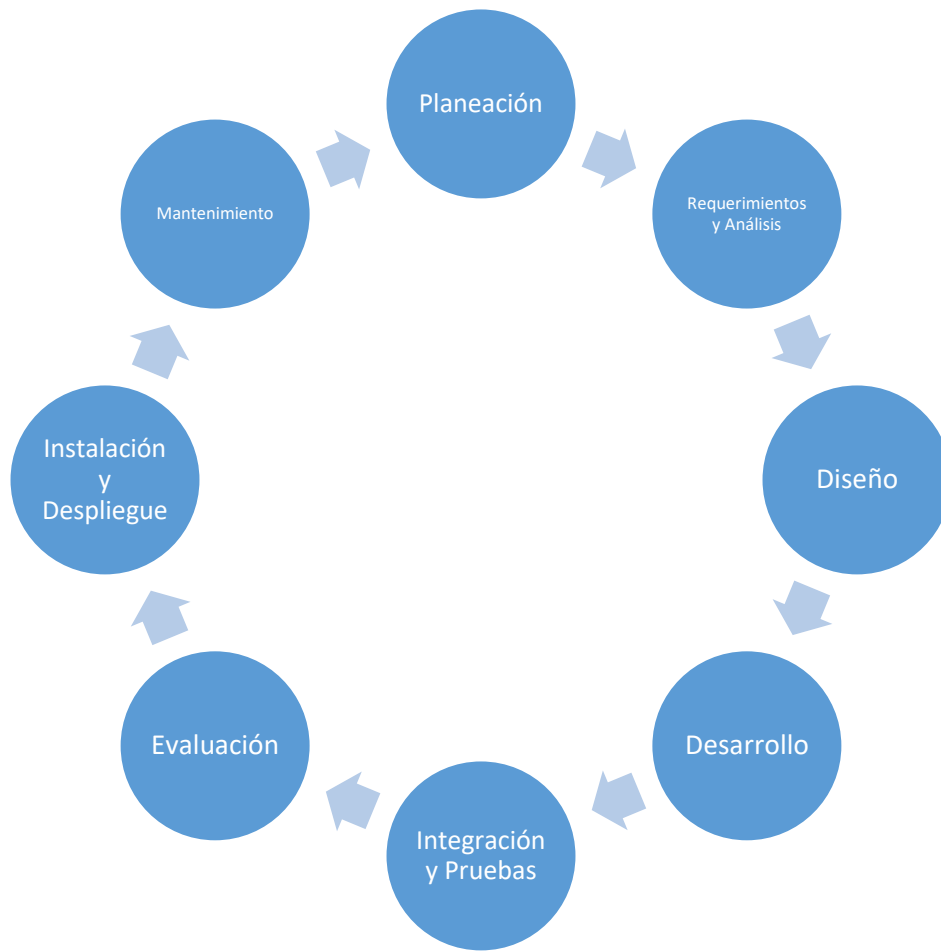 Planeación
Requerimientos
y Análisis
Diseño
Desarrollo
Integración
y Pruebas
Evaluación
Instalación
y
Despliegue
Mantenimiento